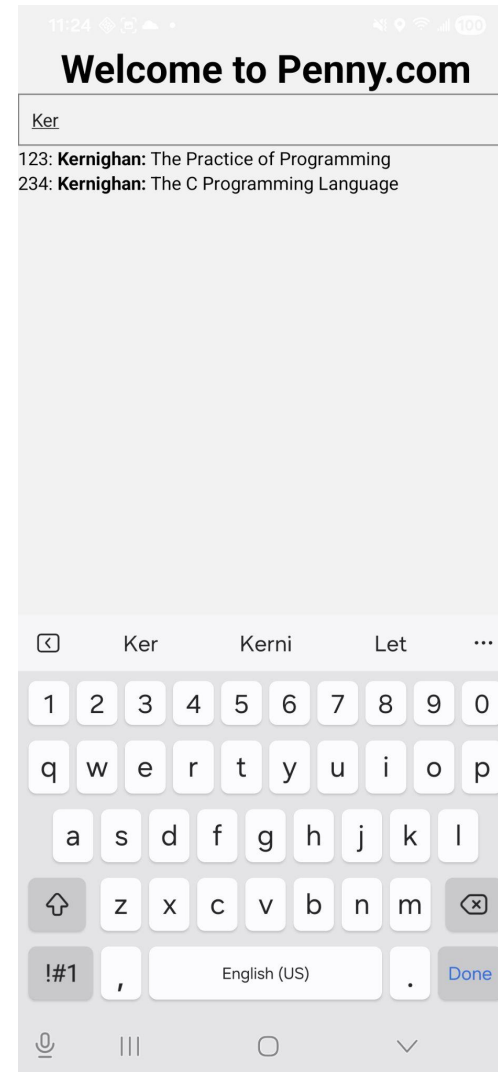 11:24 100
Welcome to Penny.com
Ker
123: Kernighan: The Practice of Programming
234: Kernighan: The C Programming Language
Ker Kerni Let ...
1 2 3 4 5 6 7 8 9 0
q w e r t y u i o p
a s d f g h j k l
z x c v b n m
!#1 , English (US) . Done